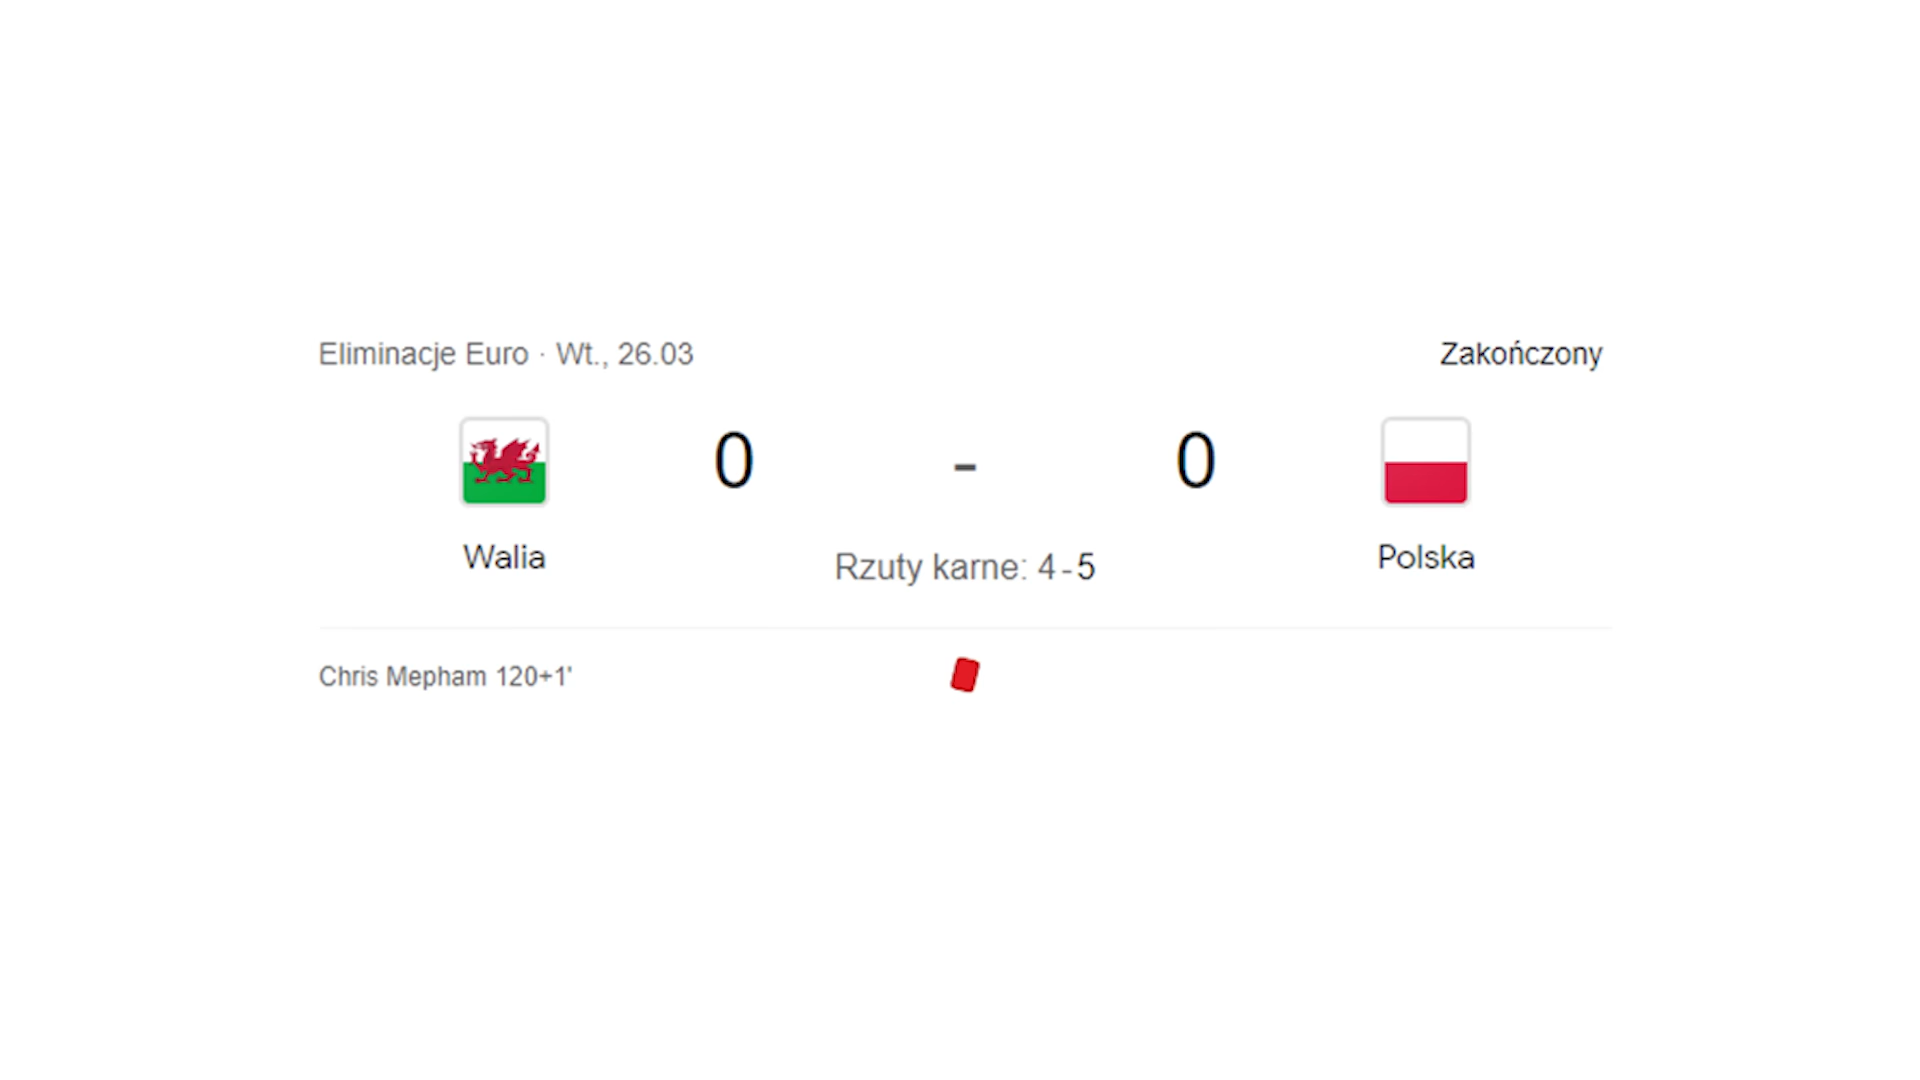 Eliminacje Euro · Wt., 26.03
Zakończony
0 - 0
Walia
Polska
Rzuty karne: 4-5
Chris Mepham 120+1'